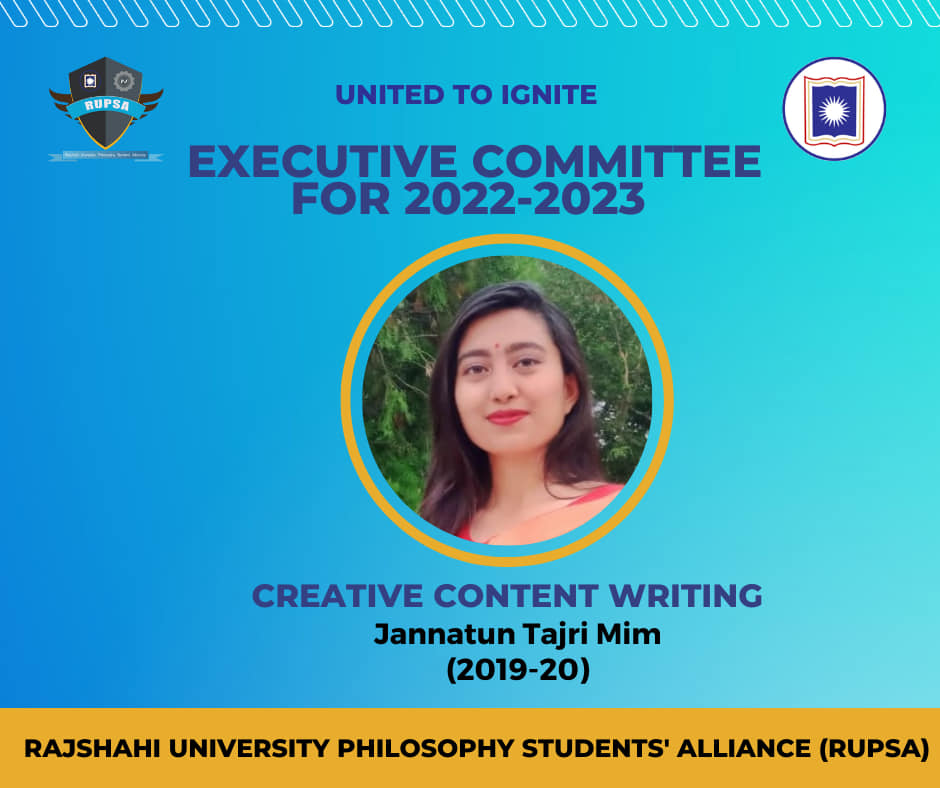 UNITED TO IGNITE
RUPSA
EXECUTIVE COMMITTEE
FOR 2022-2023
CREATIVE CONTENT WRITING
Jannatun Tajri Mim
(2019-20)
RAJSHAHI UNIVERSITY PHILOSOPHY STUDENTS' ALLIANCE (RUPSA)